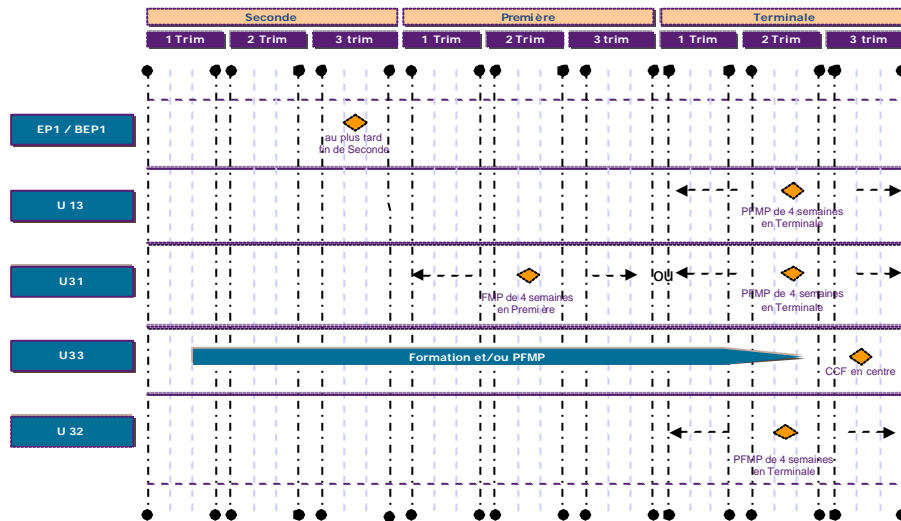 Seconde Première Terminale
1 Trim 2 Trim 3 trim 1 Trim 2 Trim 3 trim 1 Trim 2 Trim 3 trim
EP1 / BEP1
au plus tard
fin de Seconde
U 13
PFMP de 4 semaines
en Terminale
U31
FMP de 4 semaines
en Première
ou
PFMP de 4 semaines
en Terminale
U33
Formation et/ou PFMP
CCF en centre
U 32
PFMP de 4 semaines
en Terminale